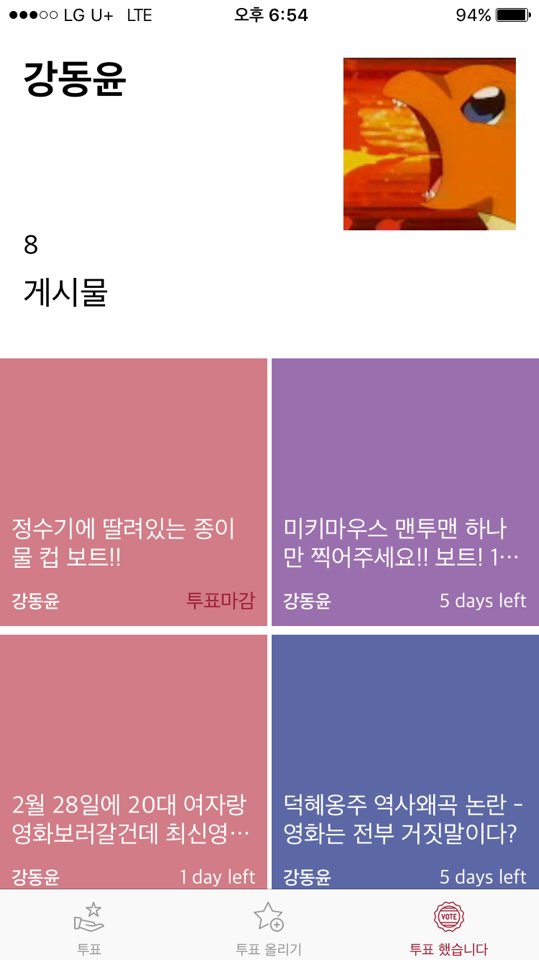 LG U+ LTE 오후 6:54 94%
강동윤
8
게시물
정수기에 딸려있는 종이
물 컵 보트!!
강동윤 투표마감
미키마우스 맨투맨 하나
만 찍어주세요!! 보트! 1…
강동윤 5 days left
2월 28일에 20대 여자랑
영화보러갈건데 최신영…
강동윤 1 day left
덕혜옹주 역사왜곡 논란 -
영화는 전부 거짓말이다?
강동윤 5 days left
VOTE
투표 투표 올리기 투표 했습니다